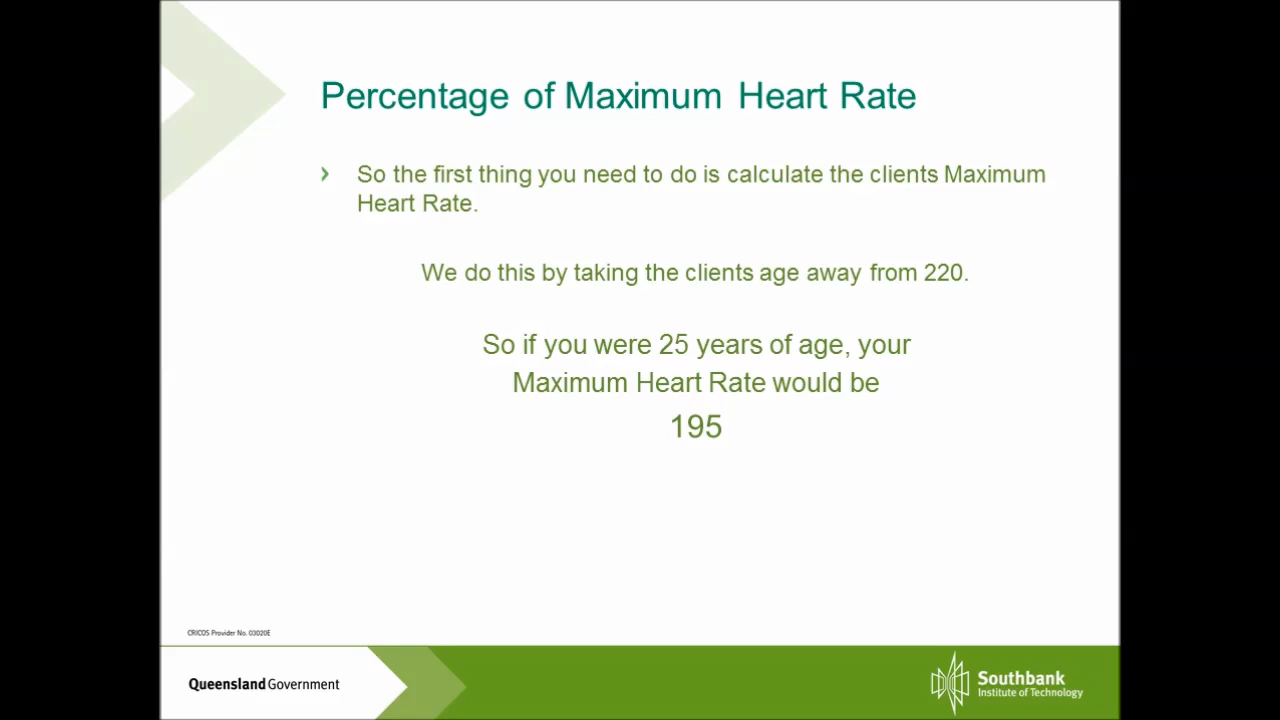 Percentage of Maximum Heart Rate
So the first thing you need to do is calculate the clients Maximum
Heart Rate.
We do this by taking the clients age away from 220.
So if you were 25 years of age, your
Maximum Heart Rate would be
195
CRICOS Provider No. 03020E
Queensland Government
Southbank
Institute of Technology